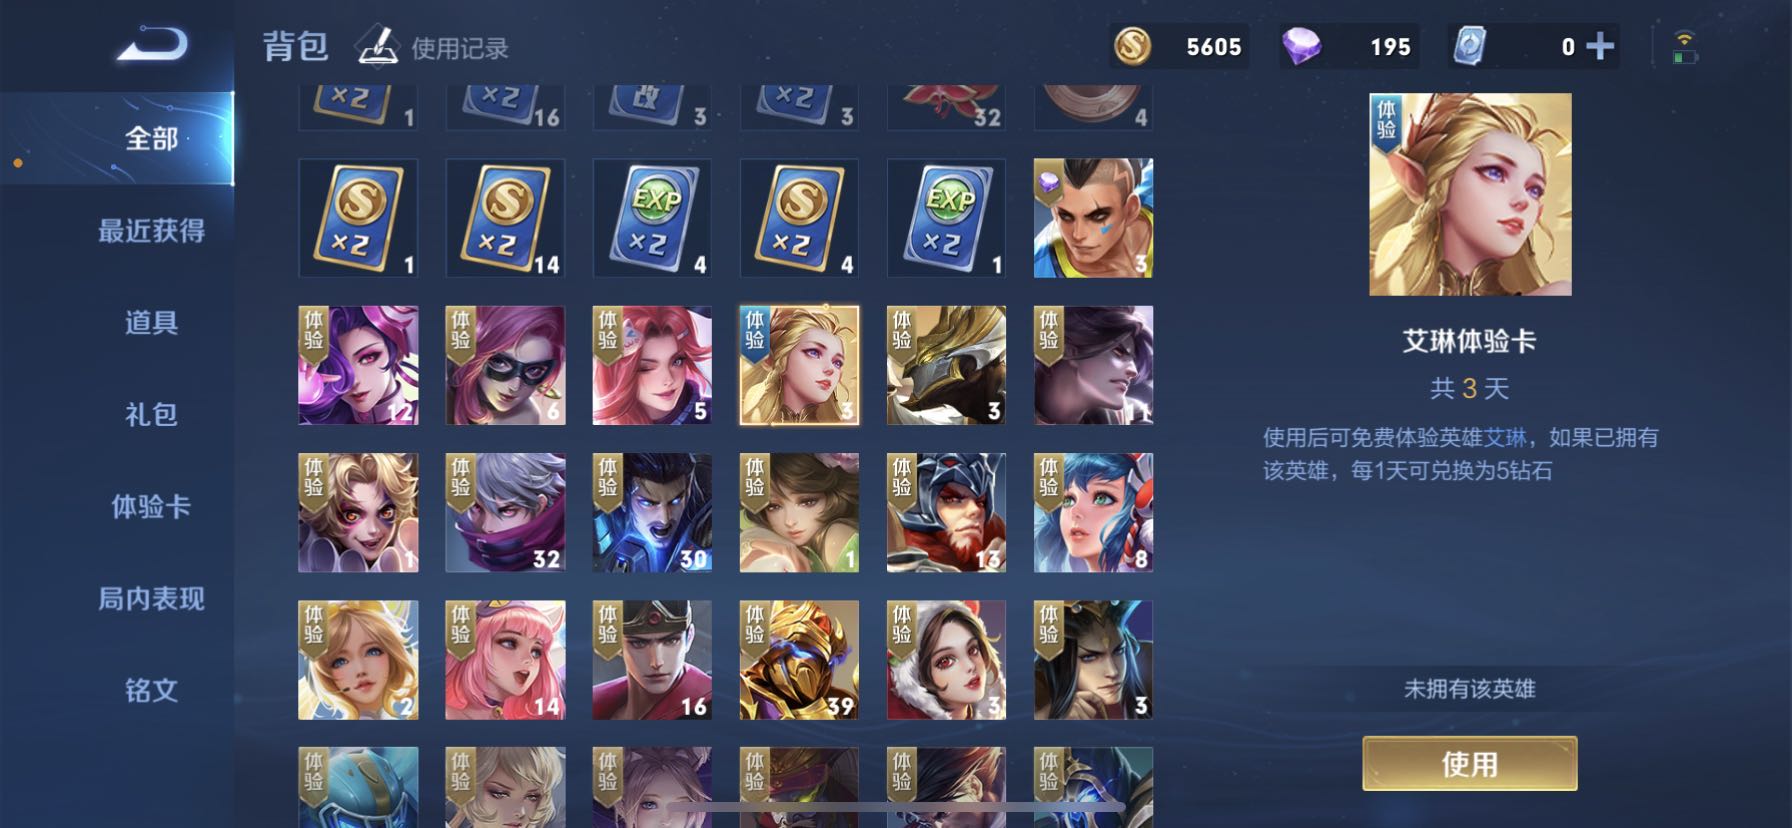 背包
使用记录
5605
195
0
全部
最近获得
道具
礼包
体验卡
局内表现
铭文
×2 1
×2 16
改 3
×2 3
32
4
S ×2 1
S ×2 14
EXP ×2 4
S ×2 4
EXP ×2 1
3
体验 12
体验 6
体验 5
体验 3
体验 3
体验 11
体验 1
体验 32
体验 30
体验 1
体验 13
体验 8
体验 2
体验 14
体验 16
体验 39
体验 3
体验 3
体验
体验
体验
体验
体验
体验
体验
艾琳体验卡
共 3 天
使用后可免费体验英雄艾琳，如果已拥有
该英雄，每1天可兑换为5钻石
未拥有该英雄
使用